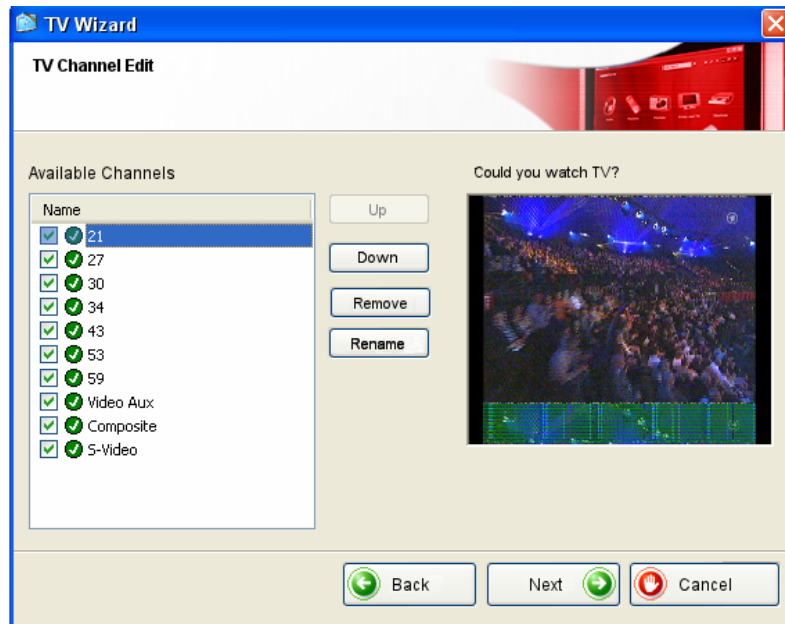 TV Wizard
TV Channel Edit
Available Channels
Could you watch TV?
Name
21
27
30
34
43
53
59
Video Aux
Composite
S-Video
Up
Down
Remove
Rename
Back
Next
Cancel